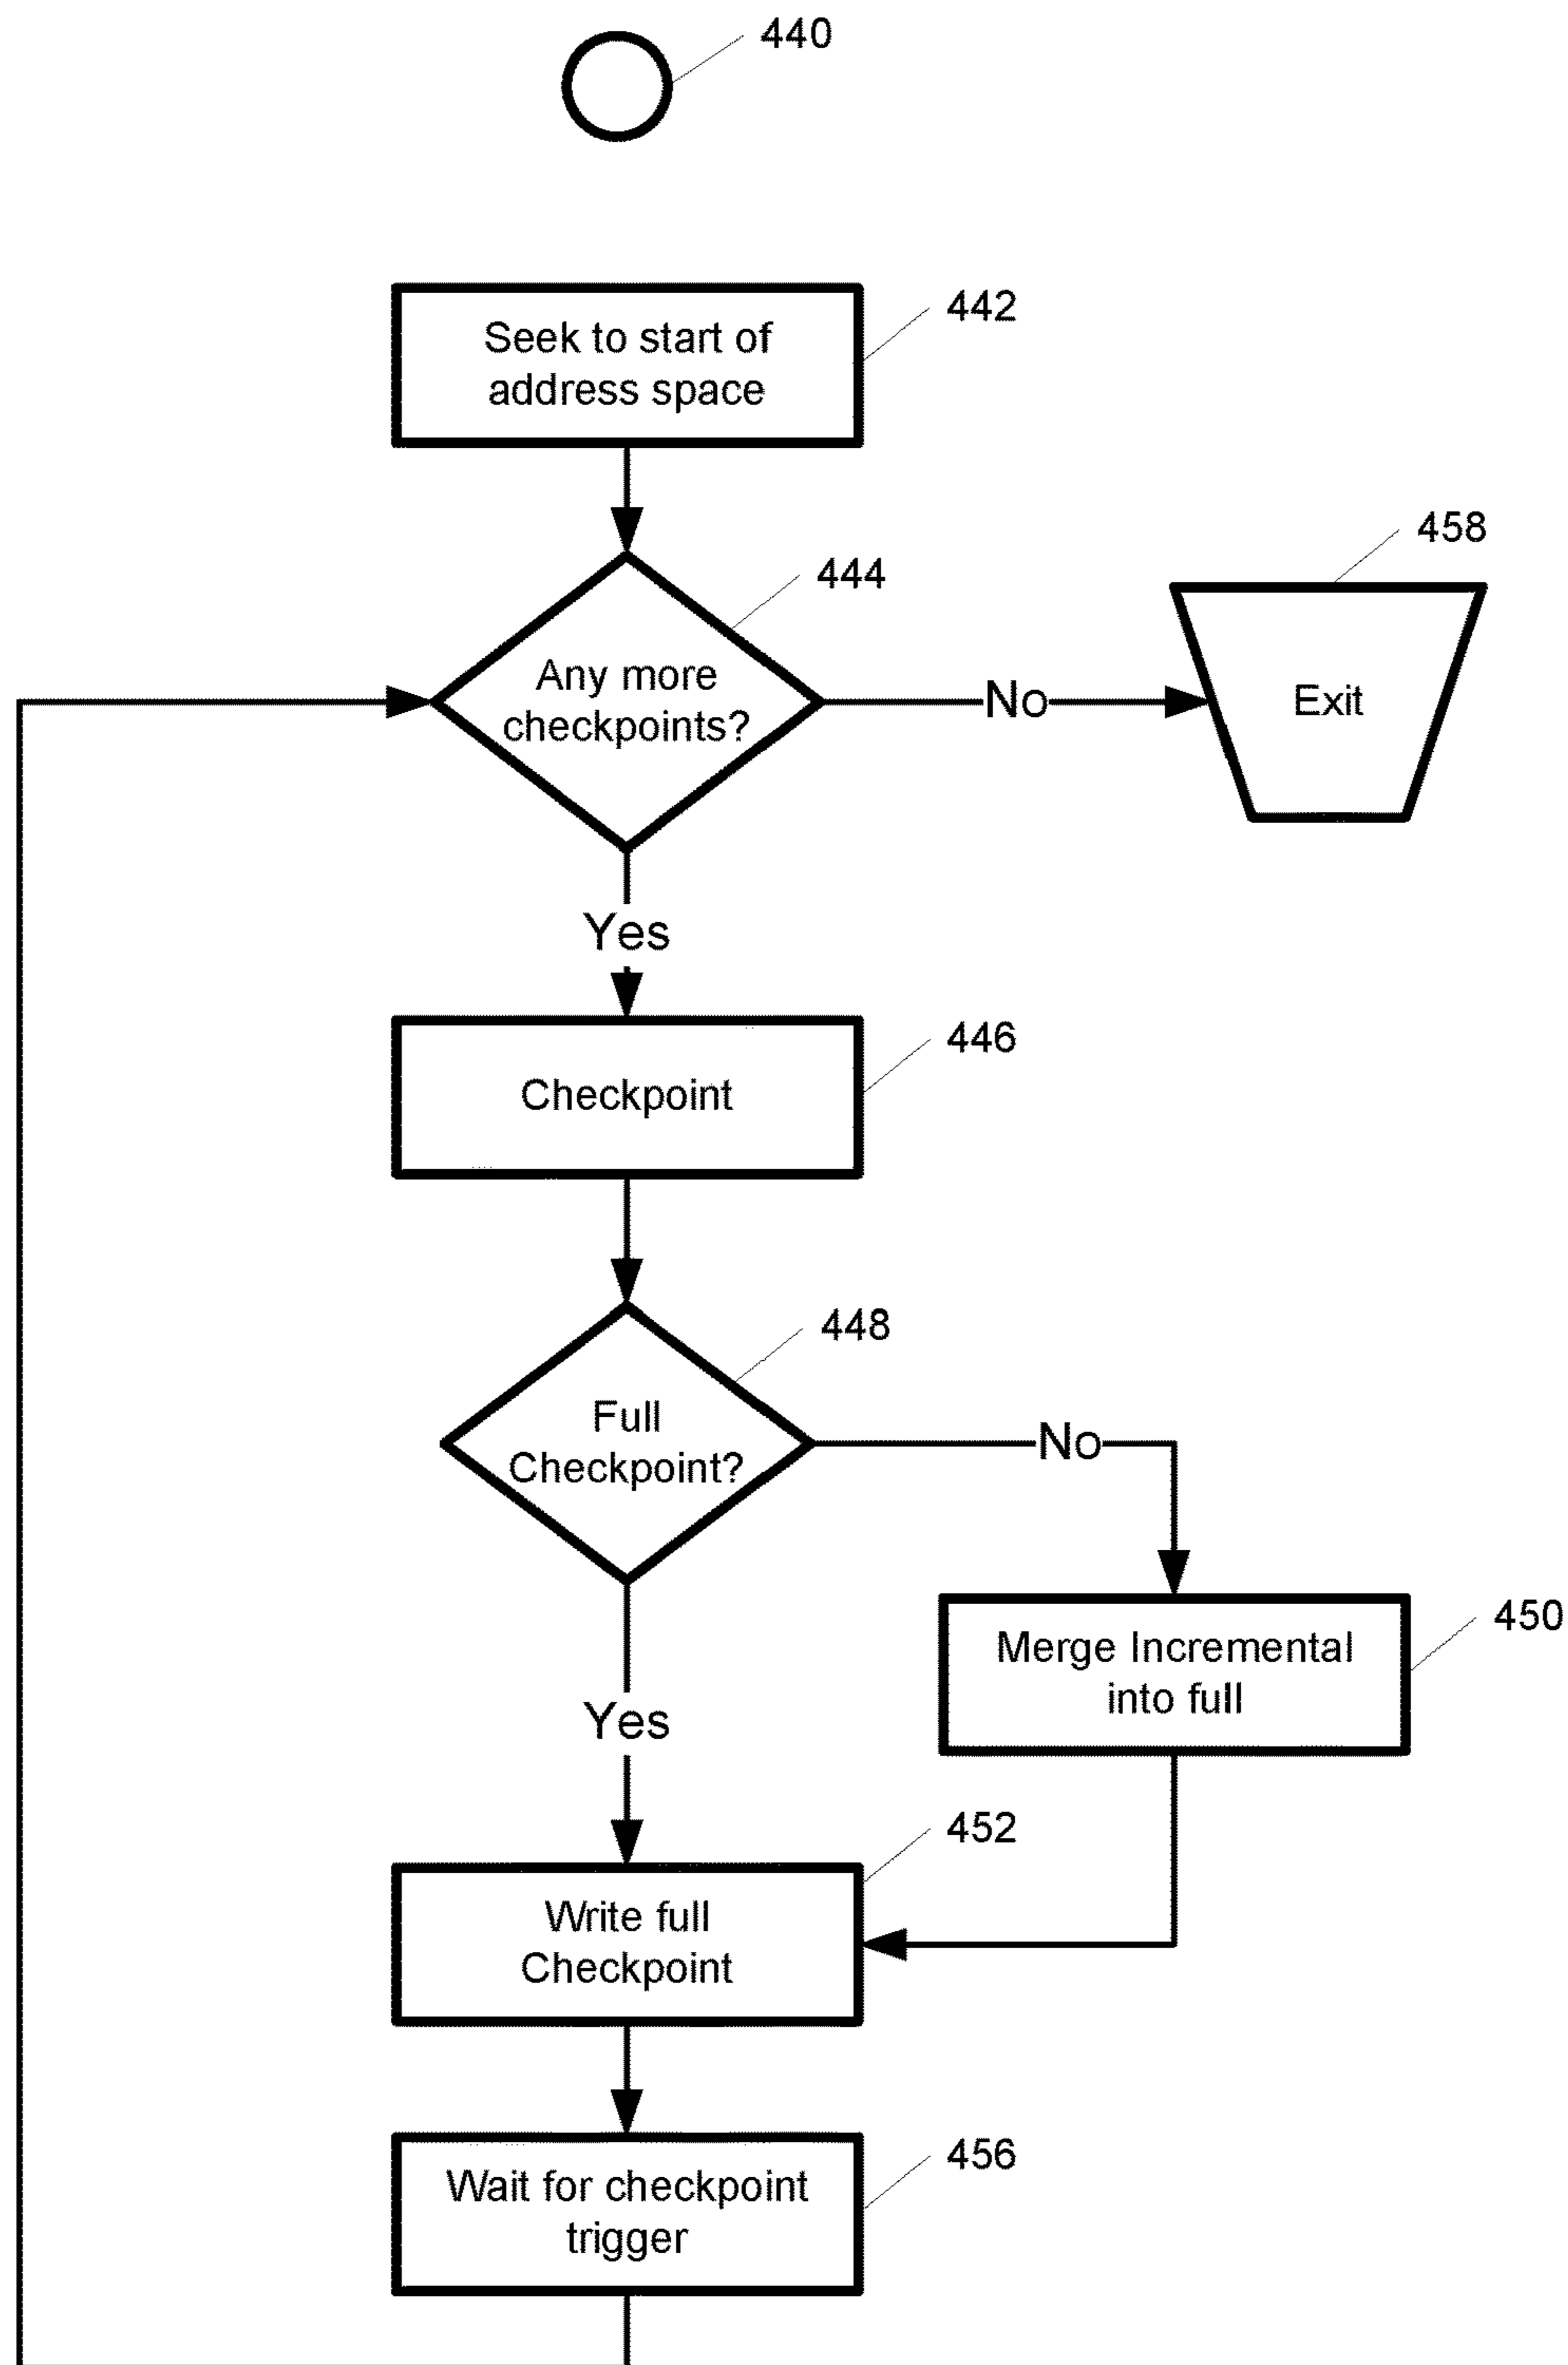 440
442
Seek to start of
address space
458
444
Any more
checkpoints?
No
Exit
Yes
446
Checkpoint
448
Full
Checkpoint?
No
450
Merge Incremental
into full
Yes
452
Write full
Checkpoint
456
Wait for checkpoint
trigger